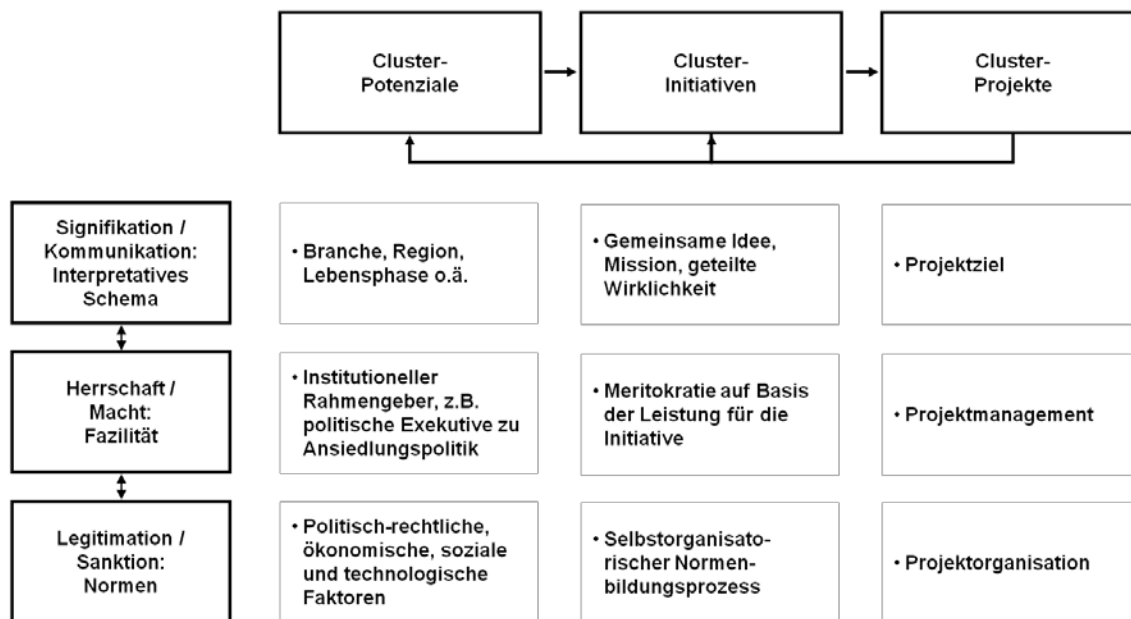 Cluster-
Potenziale
Cluster-
Initiativen
Cluster-
Projekte
Signifikation /
Kommunikation:
Interpretatives
Schema
• Branche, Region,
Lebensphase o.ä.
• Gemeinsame Idee,
Mission, geteilte
Wirklichkeit
• Projektziel
Herrschaft /
Macht:
Fazilität
• Institutioneller
Rahmengeber, z.B.
politische Exekutive zu
Ansiedlungspolitik
• Meritokratie auf Basis
der Leistung für die
Initiative
• Projektmanagement
Legitimation /
Sanktion:
Normen
• Politisch-rechtliche,
ökonomische, soziale
und technologische
Faktoren
• Selbstorganisato-
rischer Normen-
bildungsprozess
• Projektorganisation